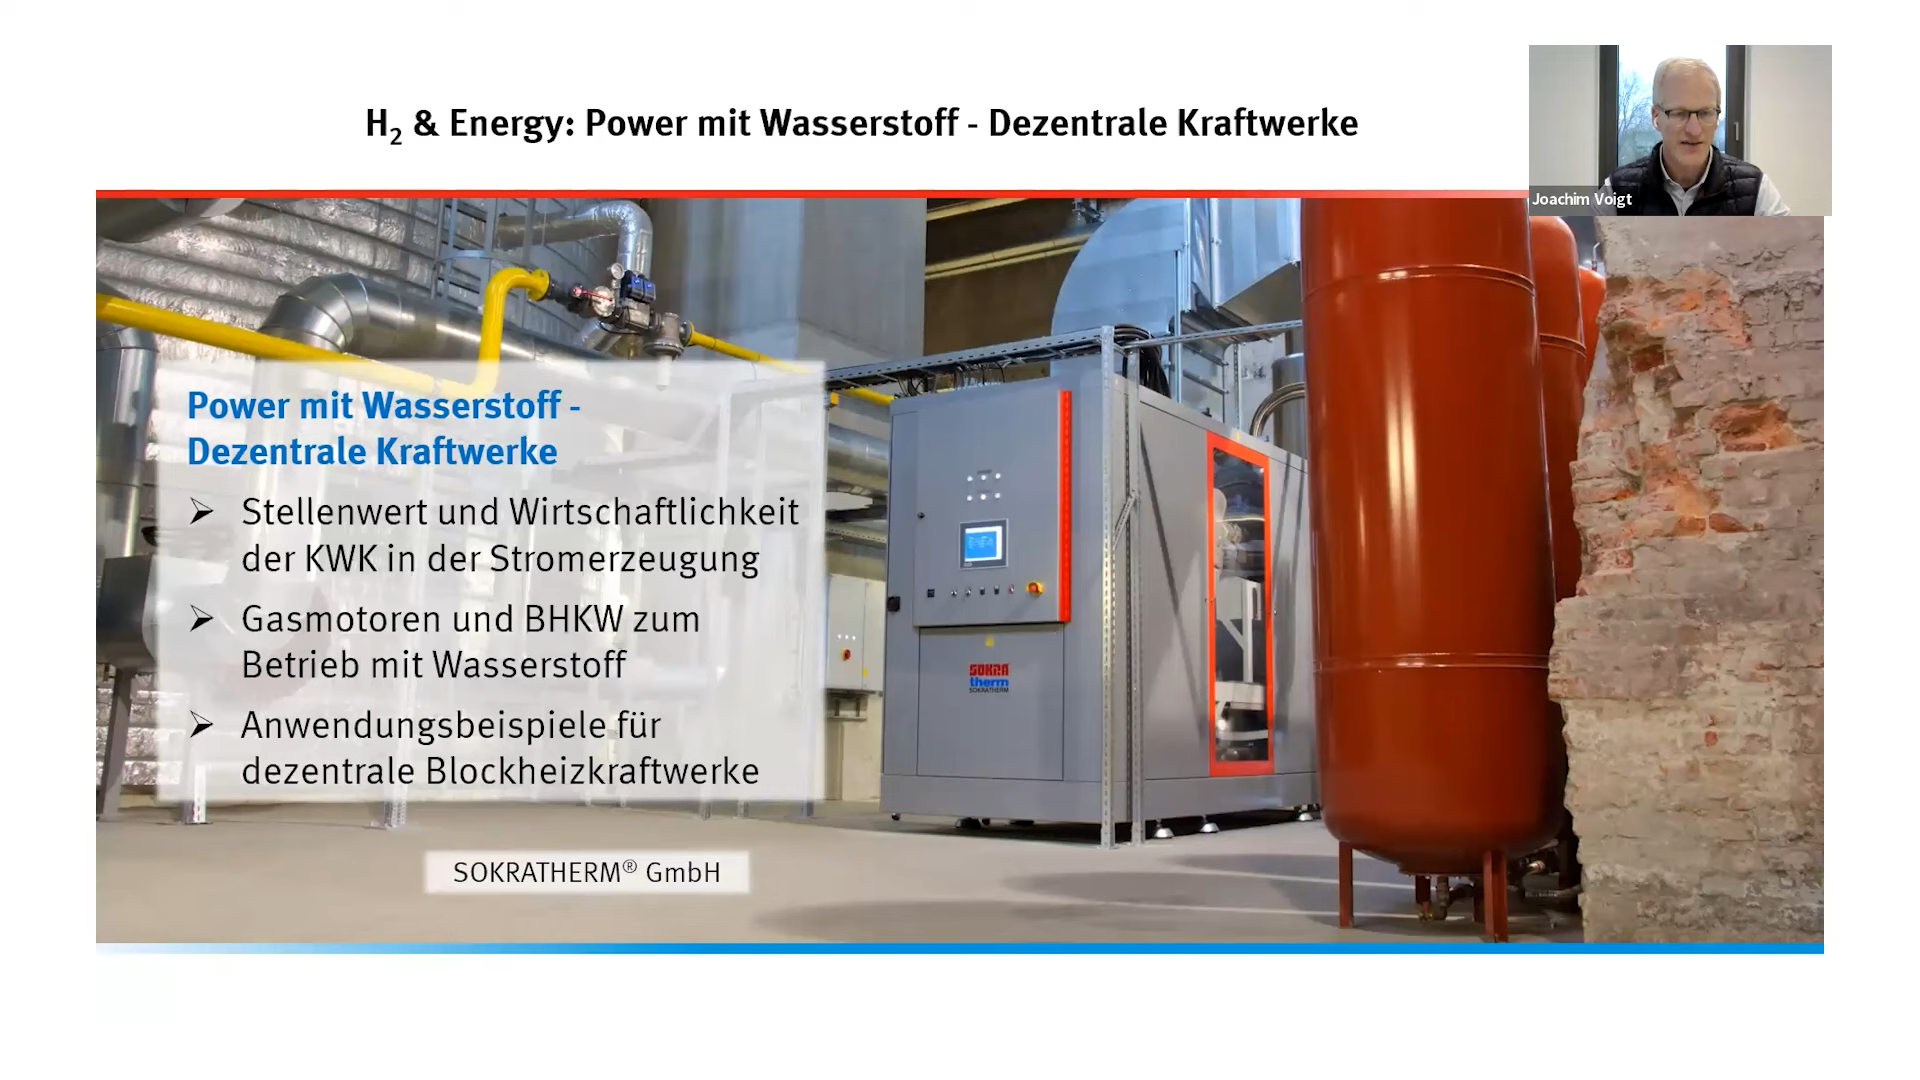 H₂ & Energy: Power mit Wasserstoff - Dezentrale Kraftwerke
Joachim Voigt
Power mit Wasserstoff -
Dezentrale Kraftwerke
➢ Stellenwert und Wirtschaftlichkeit
der KWK in der Stromerzeugung
➢ Gasmotoren und BHKW zum
Betrieb mit Wasserstoff
➢ Anwendungsbeispiele für
dezentrale Blockheizkraftwerke
SOKRA
therm
SOKRATHERM
SOKRATHERM® GmbH